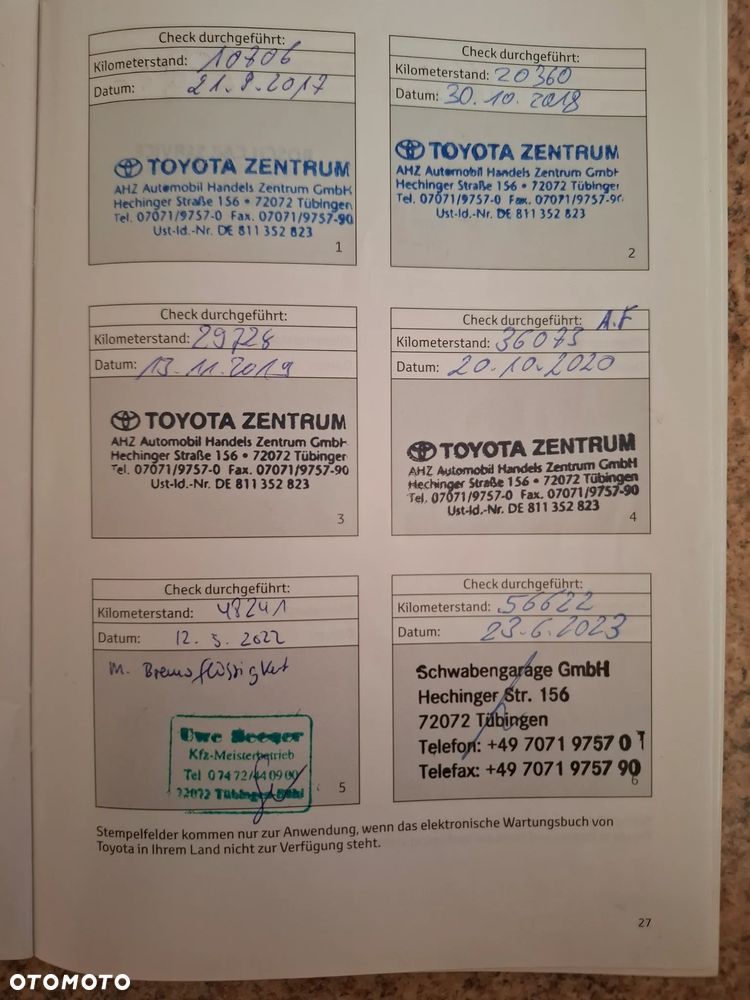 Check durchgeführt:
Kilometerstand: 10706
Datum: 21.9.2017
TOYOTA ZENTRUM
AHZ Automobil Handels Zentrum GmbH
Hechinger Straße 156 • 72072 Tübingen
Tel. 07071/9757-0 Fax. 07071/9757-90
Ust-Id.-Nr. DE 811 352 823
1
Check durchgeführt:
Kilometerstand: 20360
Datum: 30.10.2018
TOYOTA ZENTRUM
AHZ Automobil Handels Zentrum GmbH
Hechinger Straße 156 • 72072 Tübingen
Tel. 07071/9757-0 Fax. 07071/9757-90
Ust-Id.-Nr. DE 811 352 823
2
Check durchgeführt:
Kilometerstand: 29728
Datum: 13.11.2019
TOYOTA ZENTRUM
AHZ Automobil Handels Zentrum GmbH
Hechinger Straße 156 • 72072 Tübingen
Tel. 07071/9757-0 Fax. 07071/9757-90
Ust-Id.-Nr. DE 811 352 823
3
Check durchgeführt: A.F
Kilometerstand: 36073
Datum: 20.10.2020
TOYOTA ZENTRUM
AHZ Automobil Handels Zentrum GmbH
Hechinger Straße 156 • 72072 Tübingen
Tel. 07071/9757-0 Fax. 07071/9757-90
Ust-Id.-Nr. DE 811 352 823
4
Check durchgeführt:
Kilometerstand: 48241
Datum: 12.5.2022
M. Bremsflüssigkeit
Uwe Seeger
Kfz-Meisterbetrieb
Tel 07472/440900
72072 Tübingen-Bühl
5
Check durchgeführt:
Kilometerstand: 56622
Datum: 23.6.2023
Schwabengarage GmbH
Hechinger Str. 156
72072 Tübingen
Telefon: +49 7071 9757 0
Telefax: +49 7071 9757 90
6
Stempelfelder kommen nur zur Anwendung, wenn das elektronische Wartungsbuch von
Toyota in Ihrem Land nicht zur Verfügung steht.
27
OTOMOTO